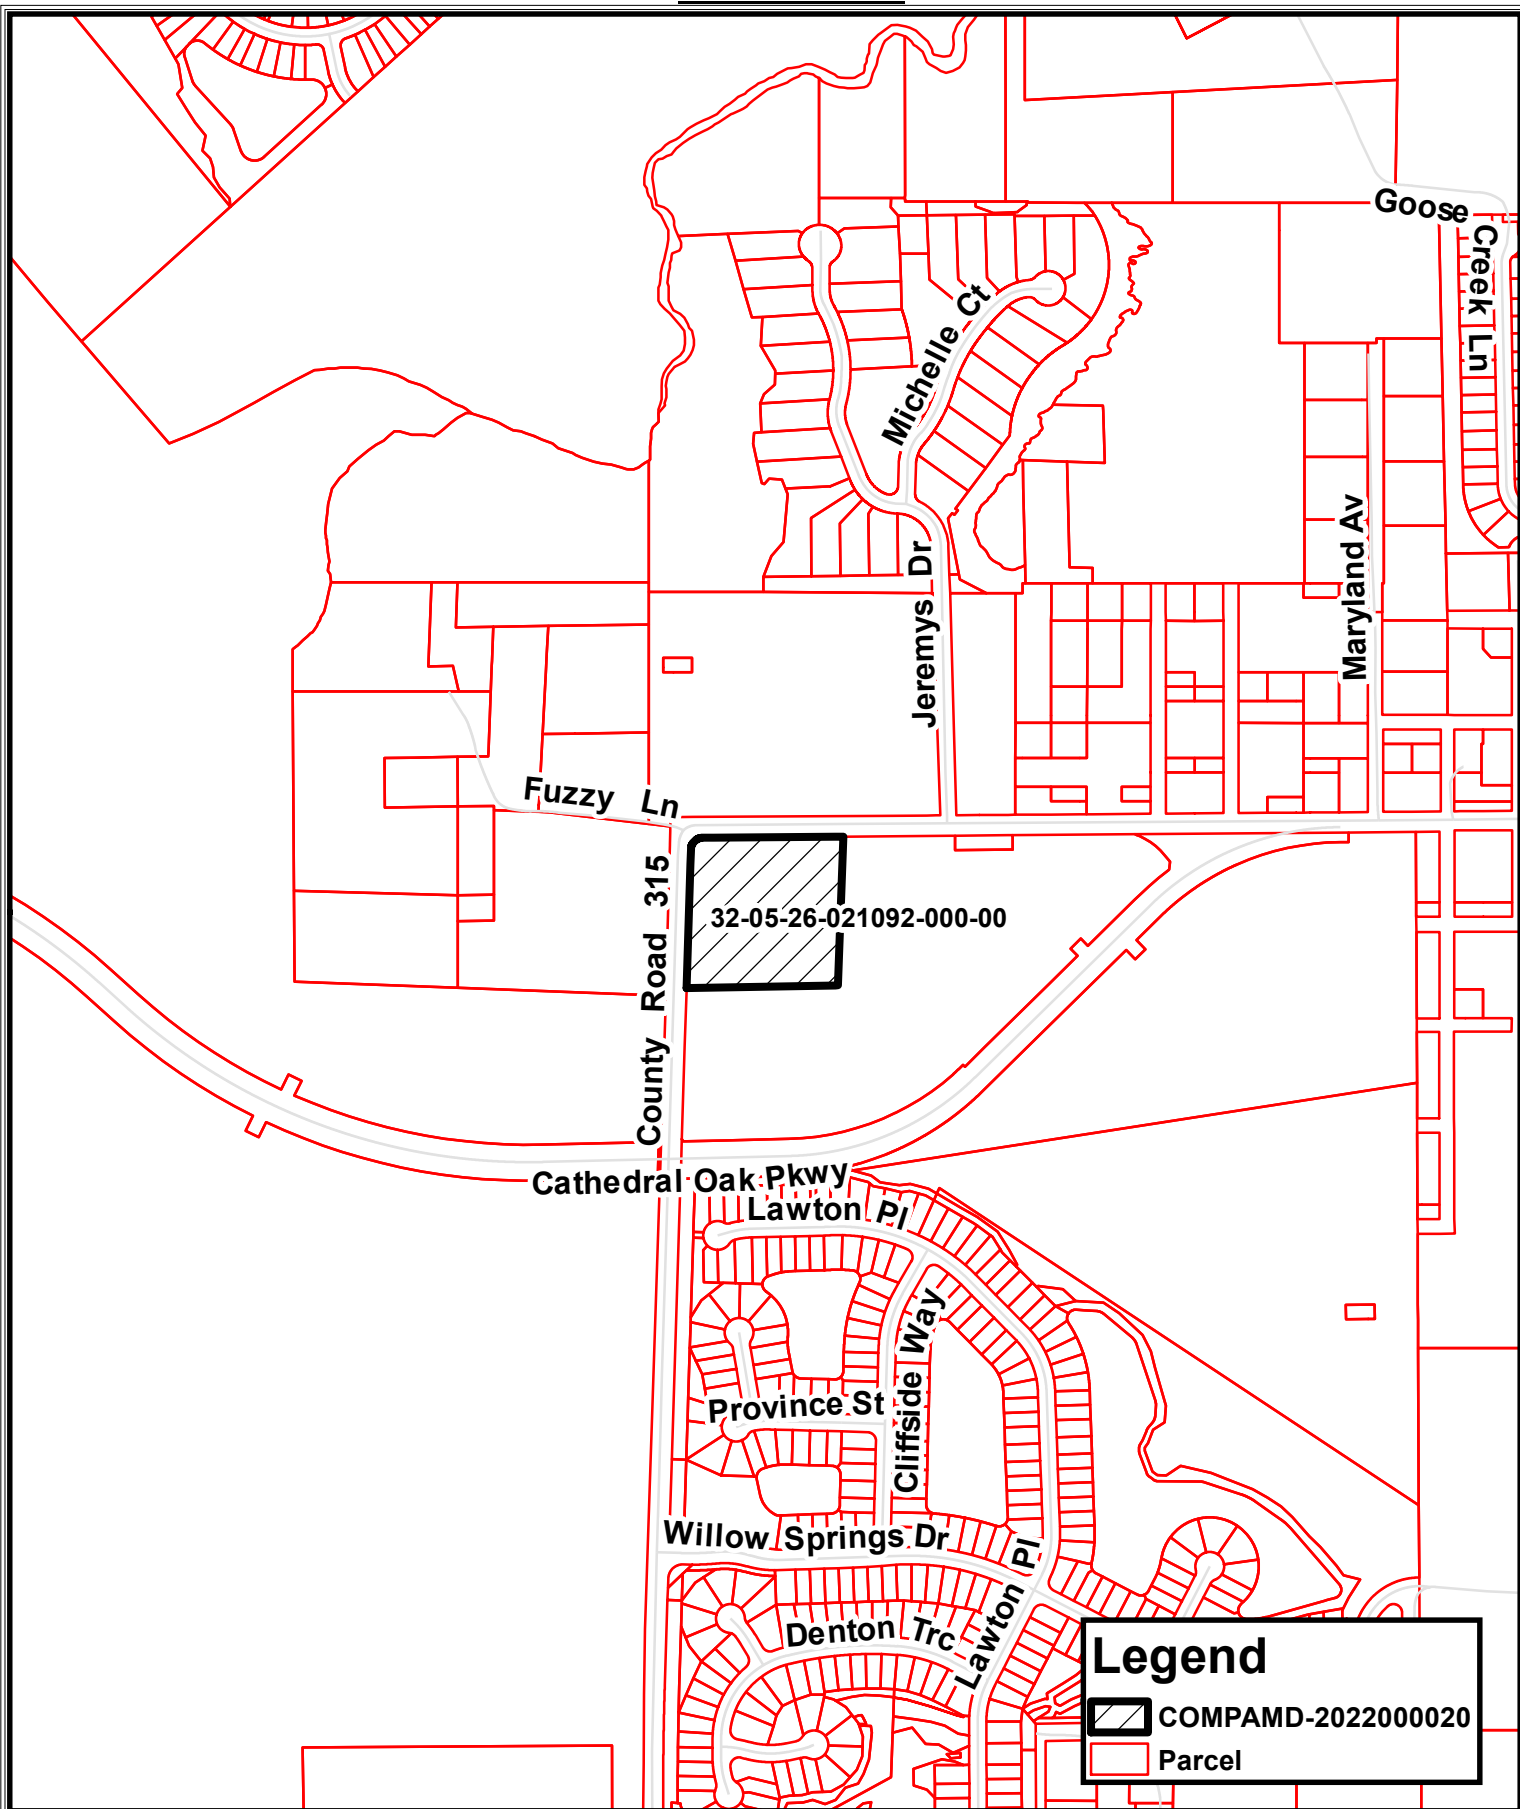 Goose
Creek Ln
Michelle Ct
Maryland Av
Jeremys Dr
Fuzzy Ln
County Road 315
32-05-26-021092-000-00
Cathedral Oak Pkwy
Lawton Pl
Cliffside Way
Province St
Willow Springs Dr
Lawton Pl
Denton Trc
Legend
COMPAMD-2022000020
Parcel